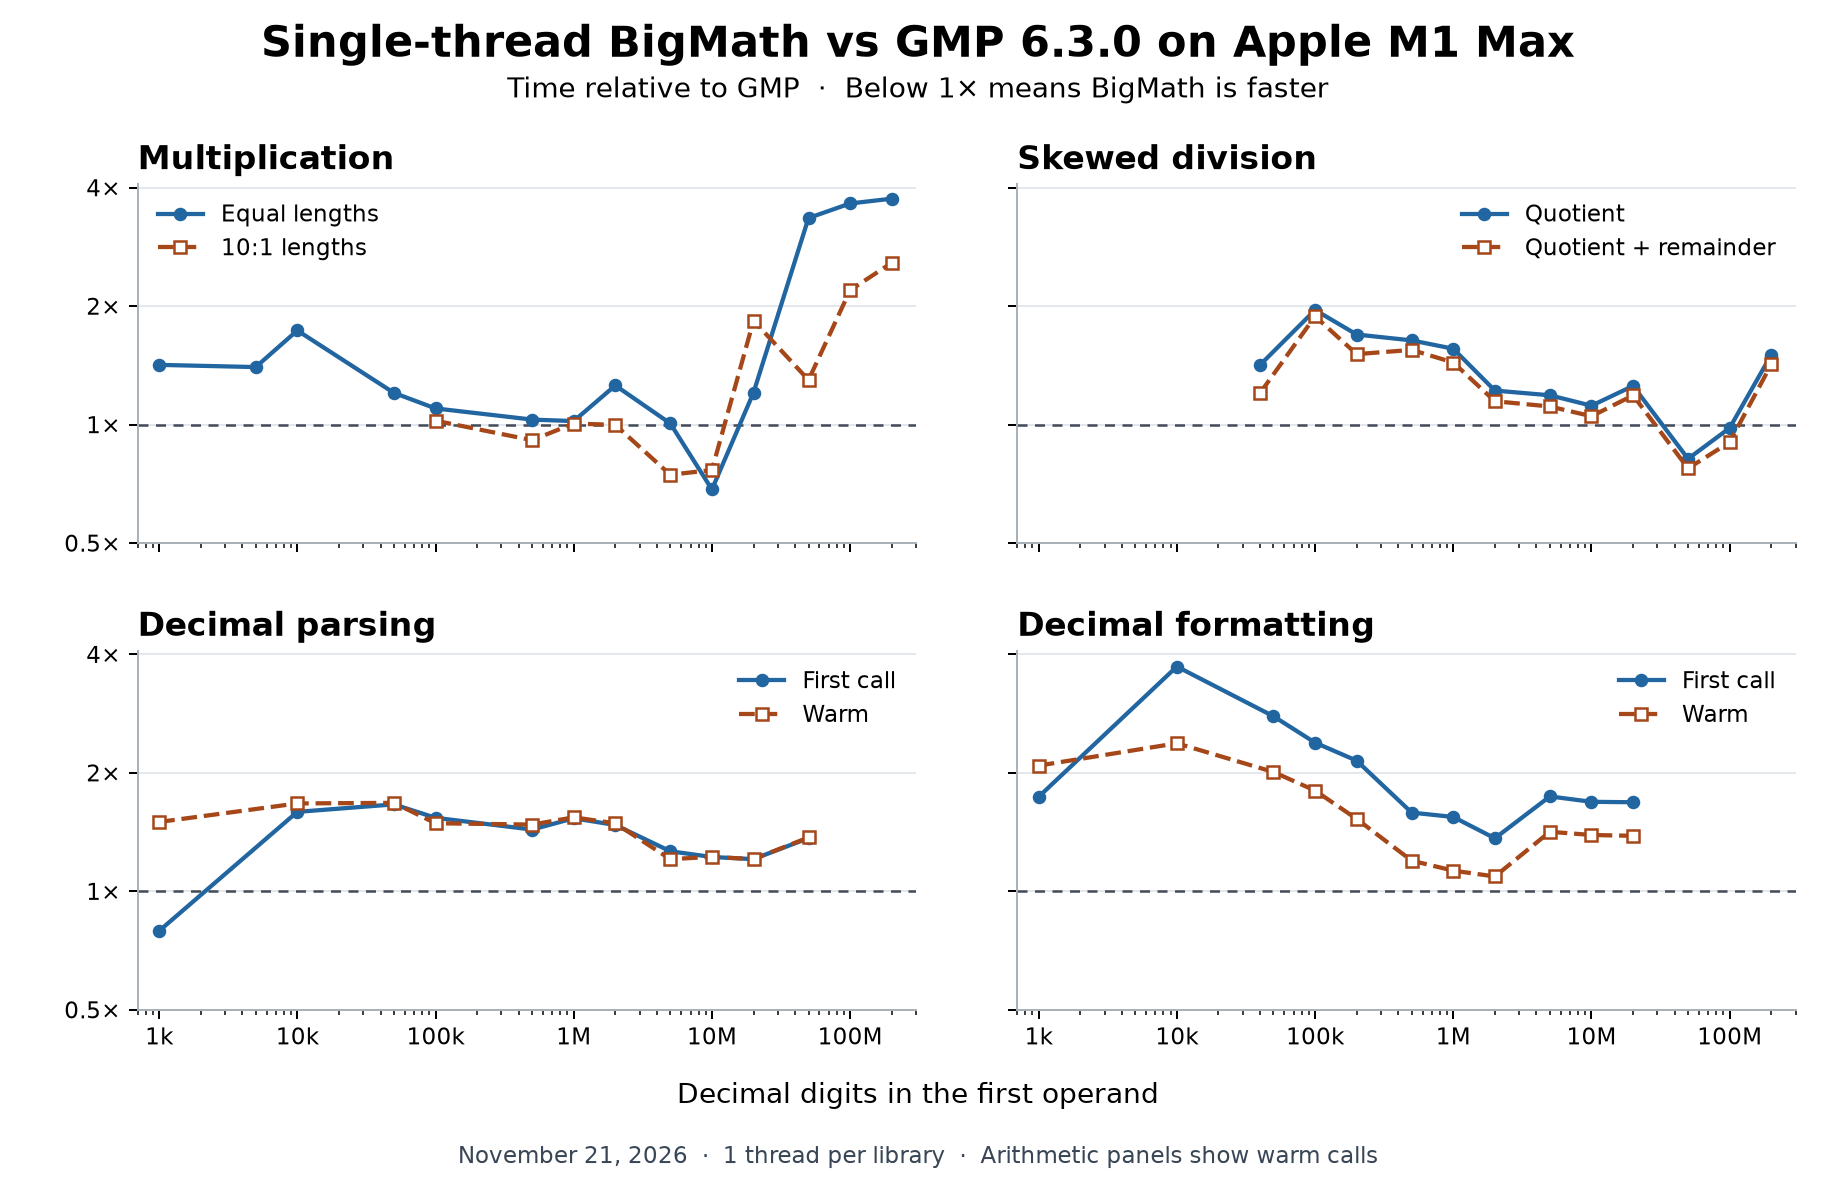 Single-thread BigMath vs GMP 6.3.0 on Apple M1 Max
Time relative to GMP · Below 1× means BigMath is faster
Multiplication
4×
2×
1×
0.5×
Equal lengths
10:1 lengths
Skewed division
Quotient
Quotient + remainder
Decimal parsing
4×
2×
1×
0.5×
First call
Warm
1k 10k 100k 1M 10M 100M
Decimal formatting
First call
Warm
1k 10k 100k 1M 10M 100M
Decimal digits in the first operand
November 21, 2026 · 1 thread per library · Arithmetic panels show warm calls